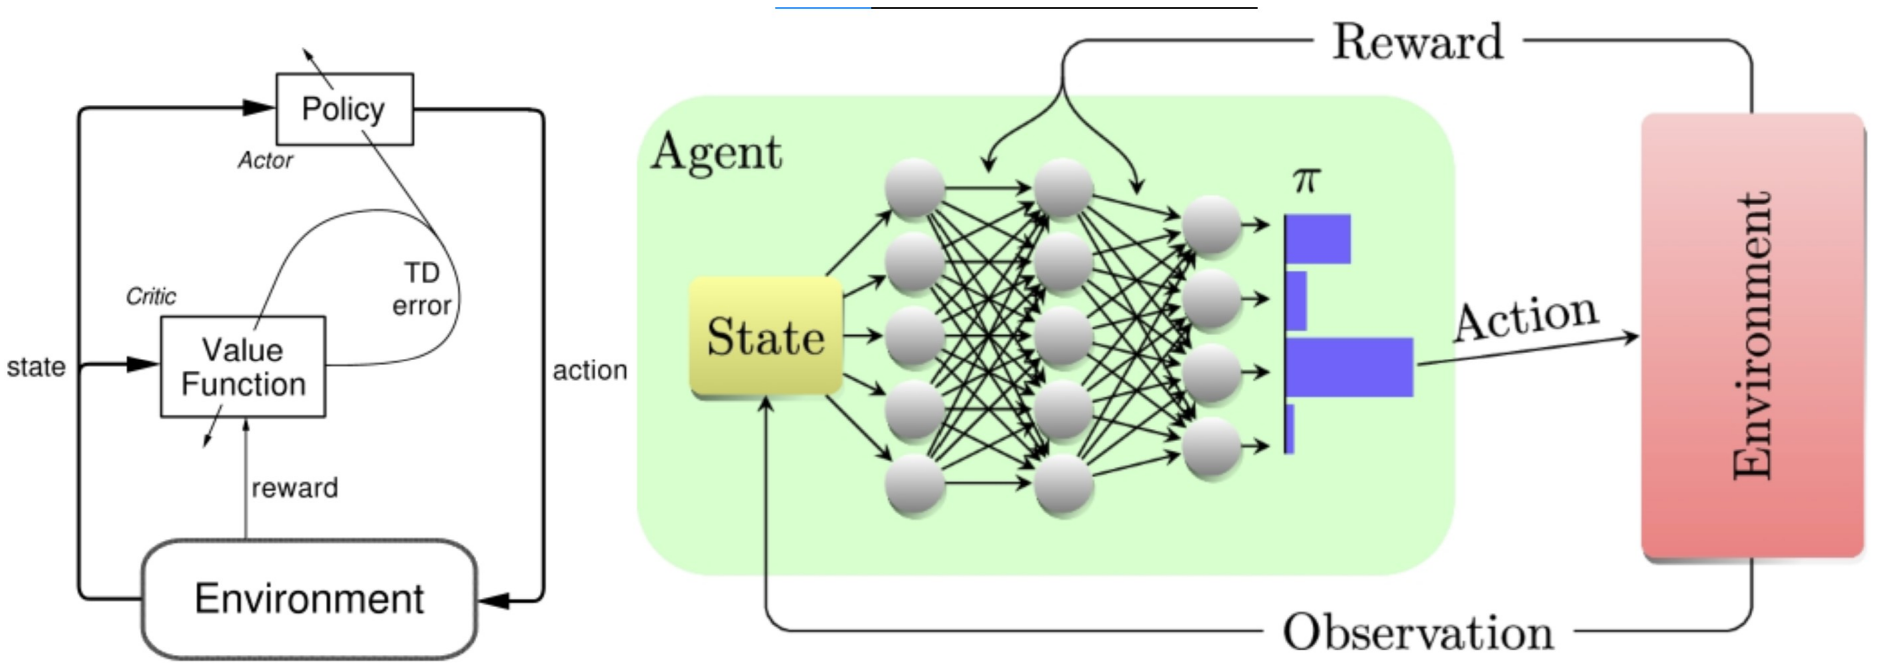 Policy
Actor
TD
error
Critic
Value
Function
state
action
reward
Environment
Reward
Agent
π
State
Action
Environment
Observation